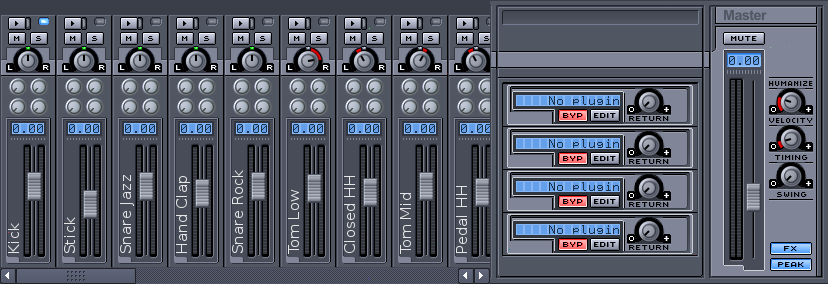 Master
M S M S M S M S M S M S M S M S M
MUTE
L R L R L R L R L R L R L R L R L
0.00
HUMANIZE
VELOCITY
TIMING
SWING
0.00 0.00 0.00 0.00 0.00 0.00 0.00 0.00 0.00
Kick
Stick
Snare Jazz
Hand Clap
Snare Rock
Tom Low
Closed HH
Tom Mid
Pedal HH
No plugin
BYP EDIT RETURN
No plugin
BYP EDIT RETURN
No plugin
BYP EDIT RETURN
No plugin
BYP EDIT RETURN
FX
PEAK